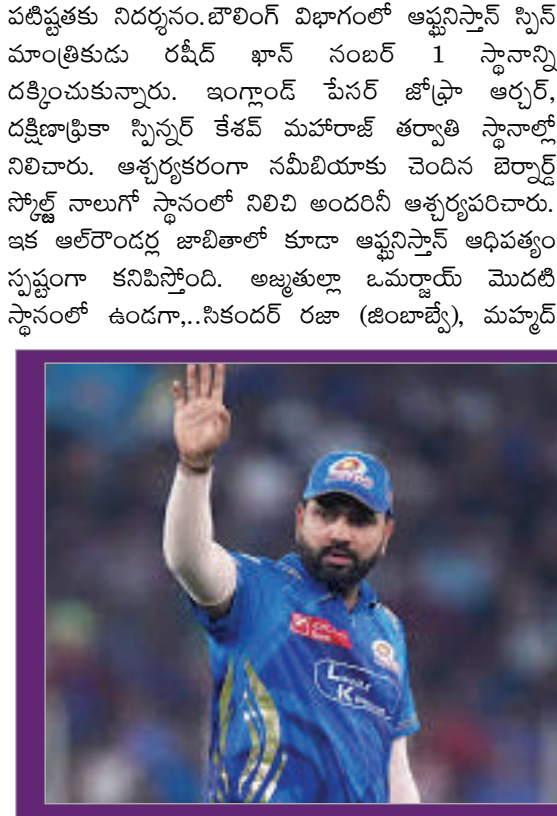 పటిష్టతకు నిదర్శనం.బౌలింగ్ విభాగంలో ఆఫ్ఘనిస్తాన్ స్పిన్
మాంత్రికుడు రషీద్ ఖాన్ నంబర్ 1 స్థానాన్ని
దక్కించుకున్నారు. ఇంగ్లాండ్ పేసర్ జోఫ్రా ఆర్చర్,
దక్షిణాఫ్రికా స్పిన్నర్ కేశవ్ మహారాజ్ తర్వాతి స్థానాల్లో
నిలిచారు. ఆశ్చర్యకరంగా నమీబియాకు చెందిన బెర్నార్డ్
స్కోల్ట్జ్ నాలుగో స్థానంలో నిలిచి అందరినీ ఆశ్చర్యపరిచారు.
ఇక ఆల్‌రౌండర్ల జాబితాలో కూడా ఆఫ్ఘనిస్తాన్ ఆధిపత్యం
స్పష్టంగా కనిపిస్తోంది. అజ్మతుల్లా ఒమర్జాయ్ మొదటి
స్థానంలో ఉండగా,..సికందర్ రజా (జింబాబ్వే), మహ్మద్